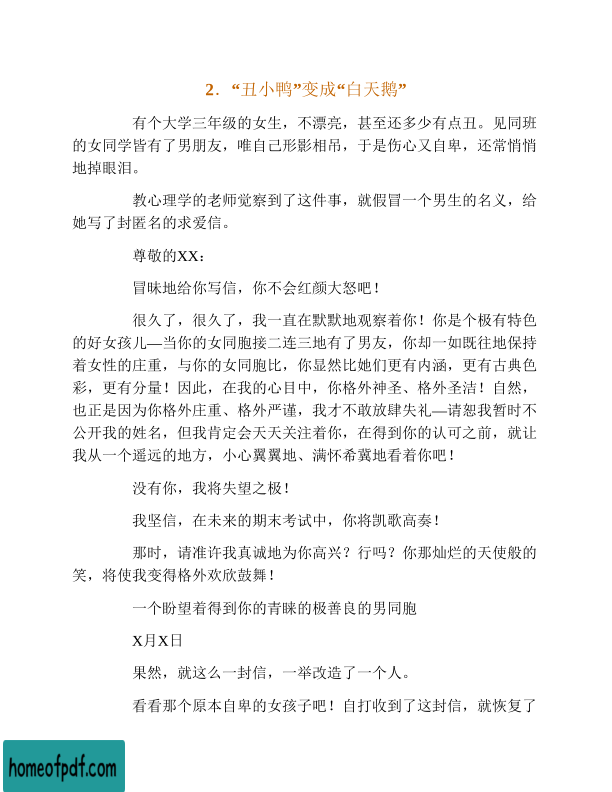 2．“丑小鸭”变成“白天鹅”
有个大学三年级的女生，不漂亮，甚至还多少有点丑。见同班
的女同学皆有了男朋友，唯自己形影相吊，于是伤心又自卑，还常悄悄
地掉眼泪。
教心理学的老师觉察到了这件事，就假冒一个男生的名义，给
她写了封匿名的求爱信。
尊敬的XX：
冒昧地给你写信，你不会红颜大怒吧！
很久了，很久了，我一直在默默地观察着你！你是个极有特色
的好女孩儿—当你的女同胞接二连三地有了男友，你却一如既往地保持
着女性的庄重，与你的女同胞比，你显然比她们更有内涵，更有古典色
彩，更有分量！因此，在我的心目中，你格外神圣、格外圣洁！自然，
也正是因为你格外庄重、格外严谨，我才不敢放肆失礼—请恕我暂时不
公开我的姓名，但我肯定会天天关注着你，在得到你的认可之前，就让
我从一个遥远的地方，小心翼翼地、满怀希冀地看着你吧！
没有你，我将失望之极！
我坚信，在未来的期末考试中，你将凯歌高奏！
那时，请准许我真诚地为你高兴？行吗？你那灿烂的天使般的
笑，将使我变得格外欢欣鼓舞！
一个盼望着得到你的青睐的极善良的男同胞
X月X日
果然，就这么一封信，一举改造了一个人。
看看那个原本自卑的女孩子吧！自打收到了这封信，就恢复了
homeofpdf.com